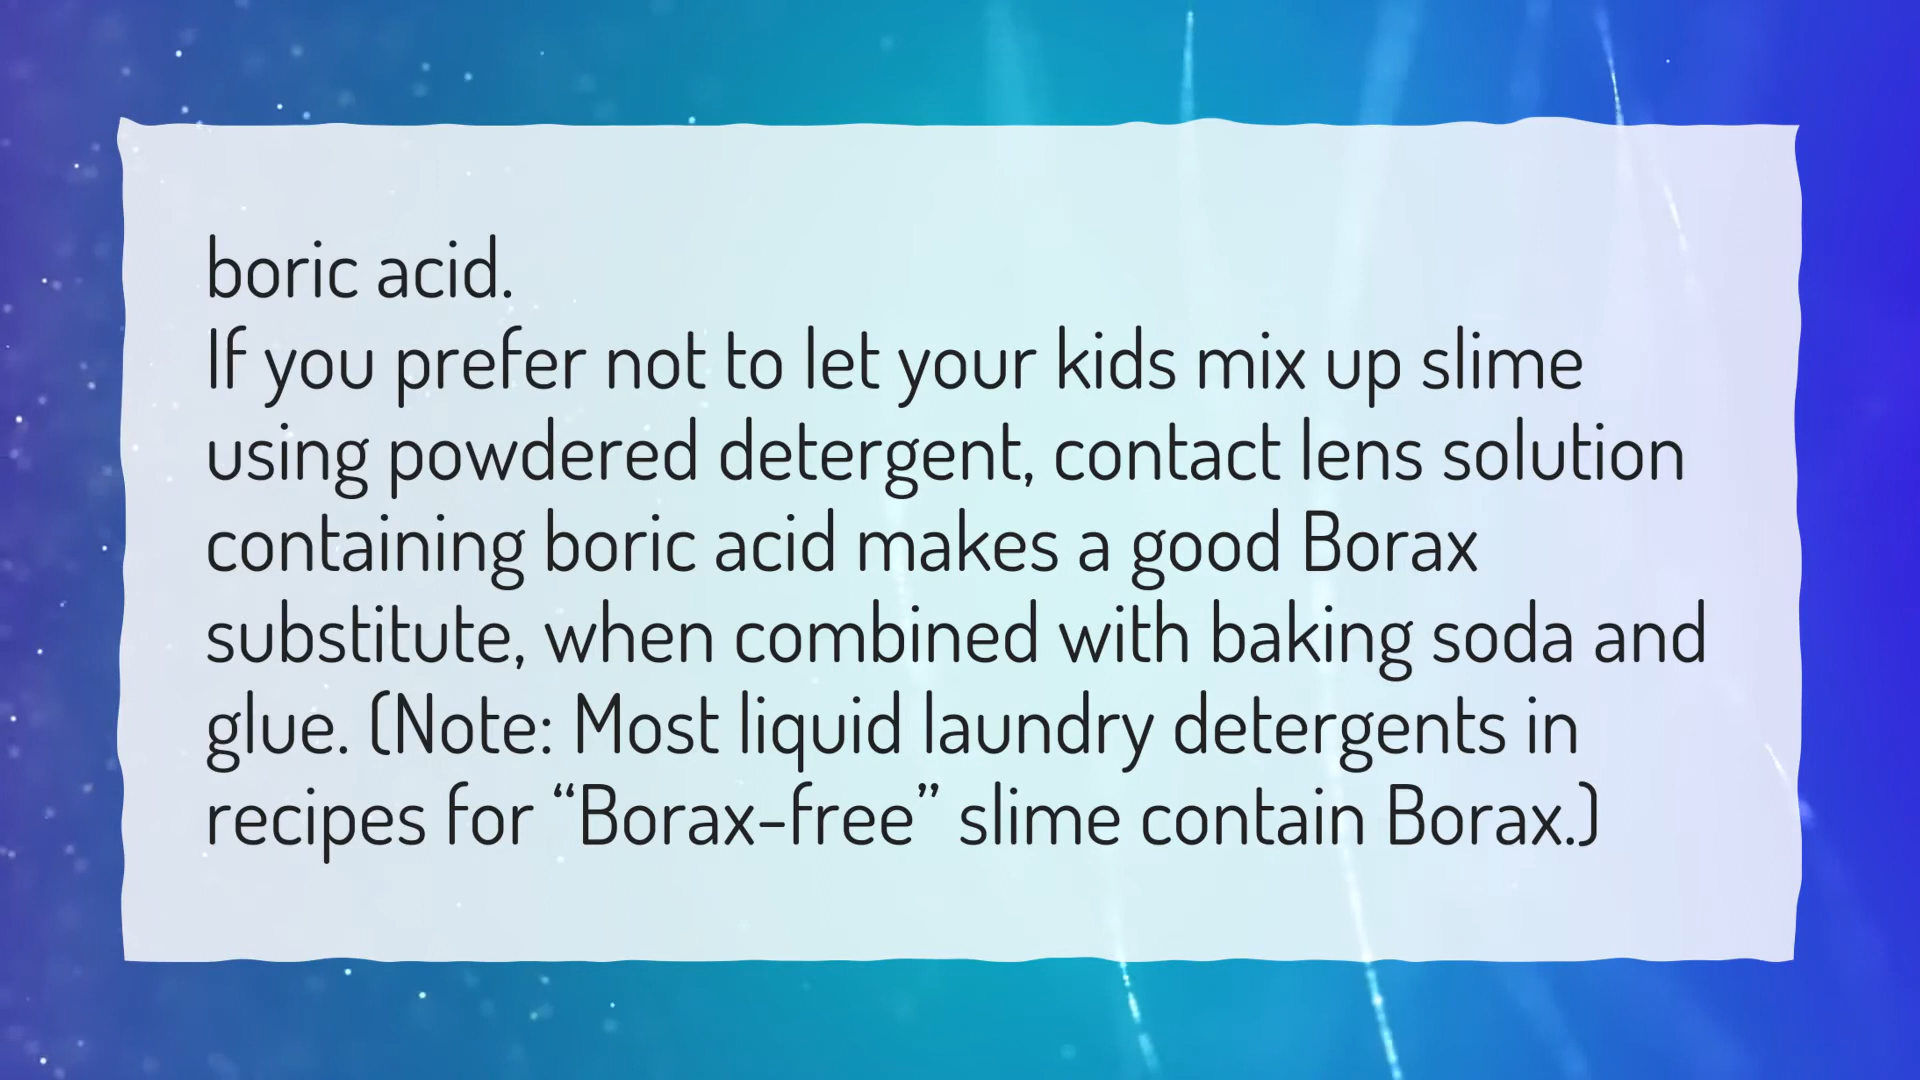 boric acid.
If you prefer not to let your kids mix up slime
using powdered detergent, contact lens solution
containing boric acid makes a good Borax
substitute, when combined with baking soda and
glue. (Note: Most liquid laundry detergents in
recipes for “Borax-free” slime contain Borax.)